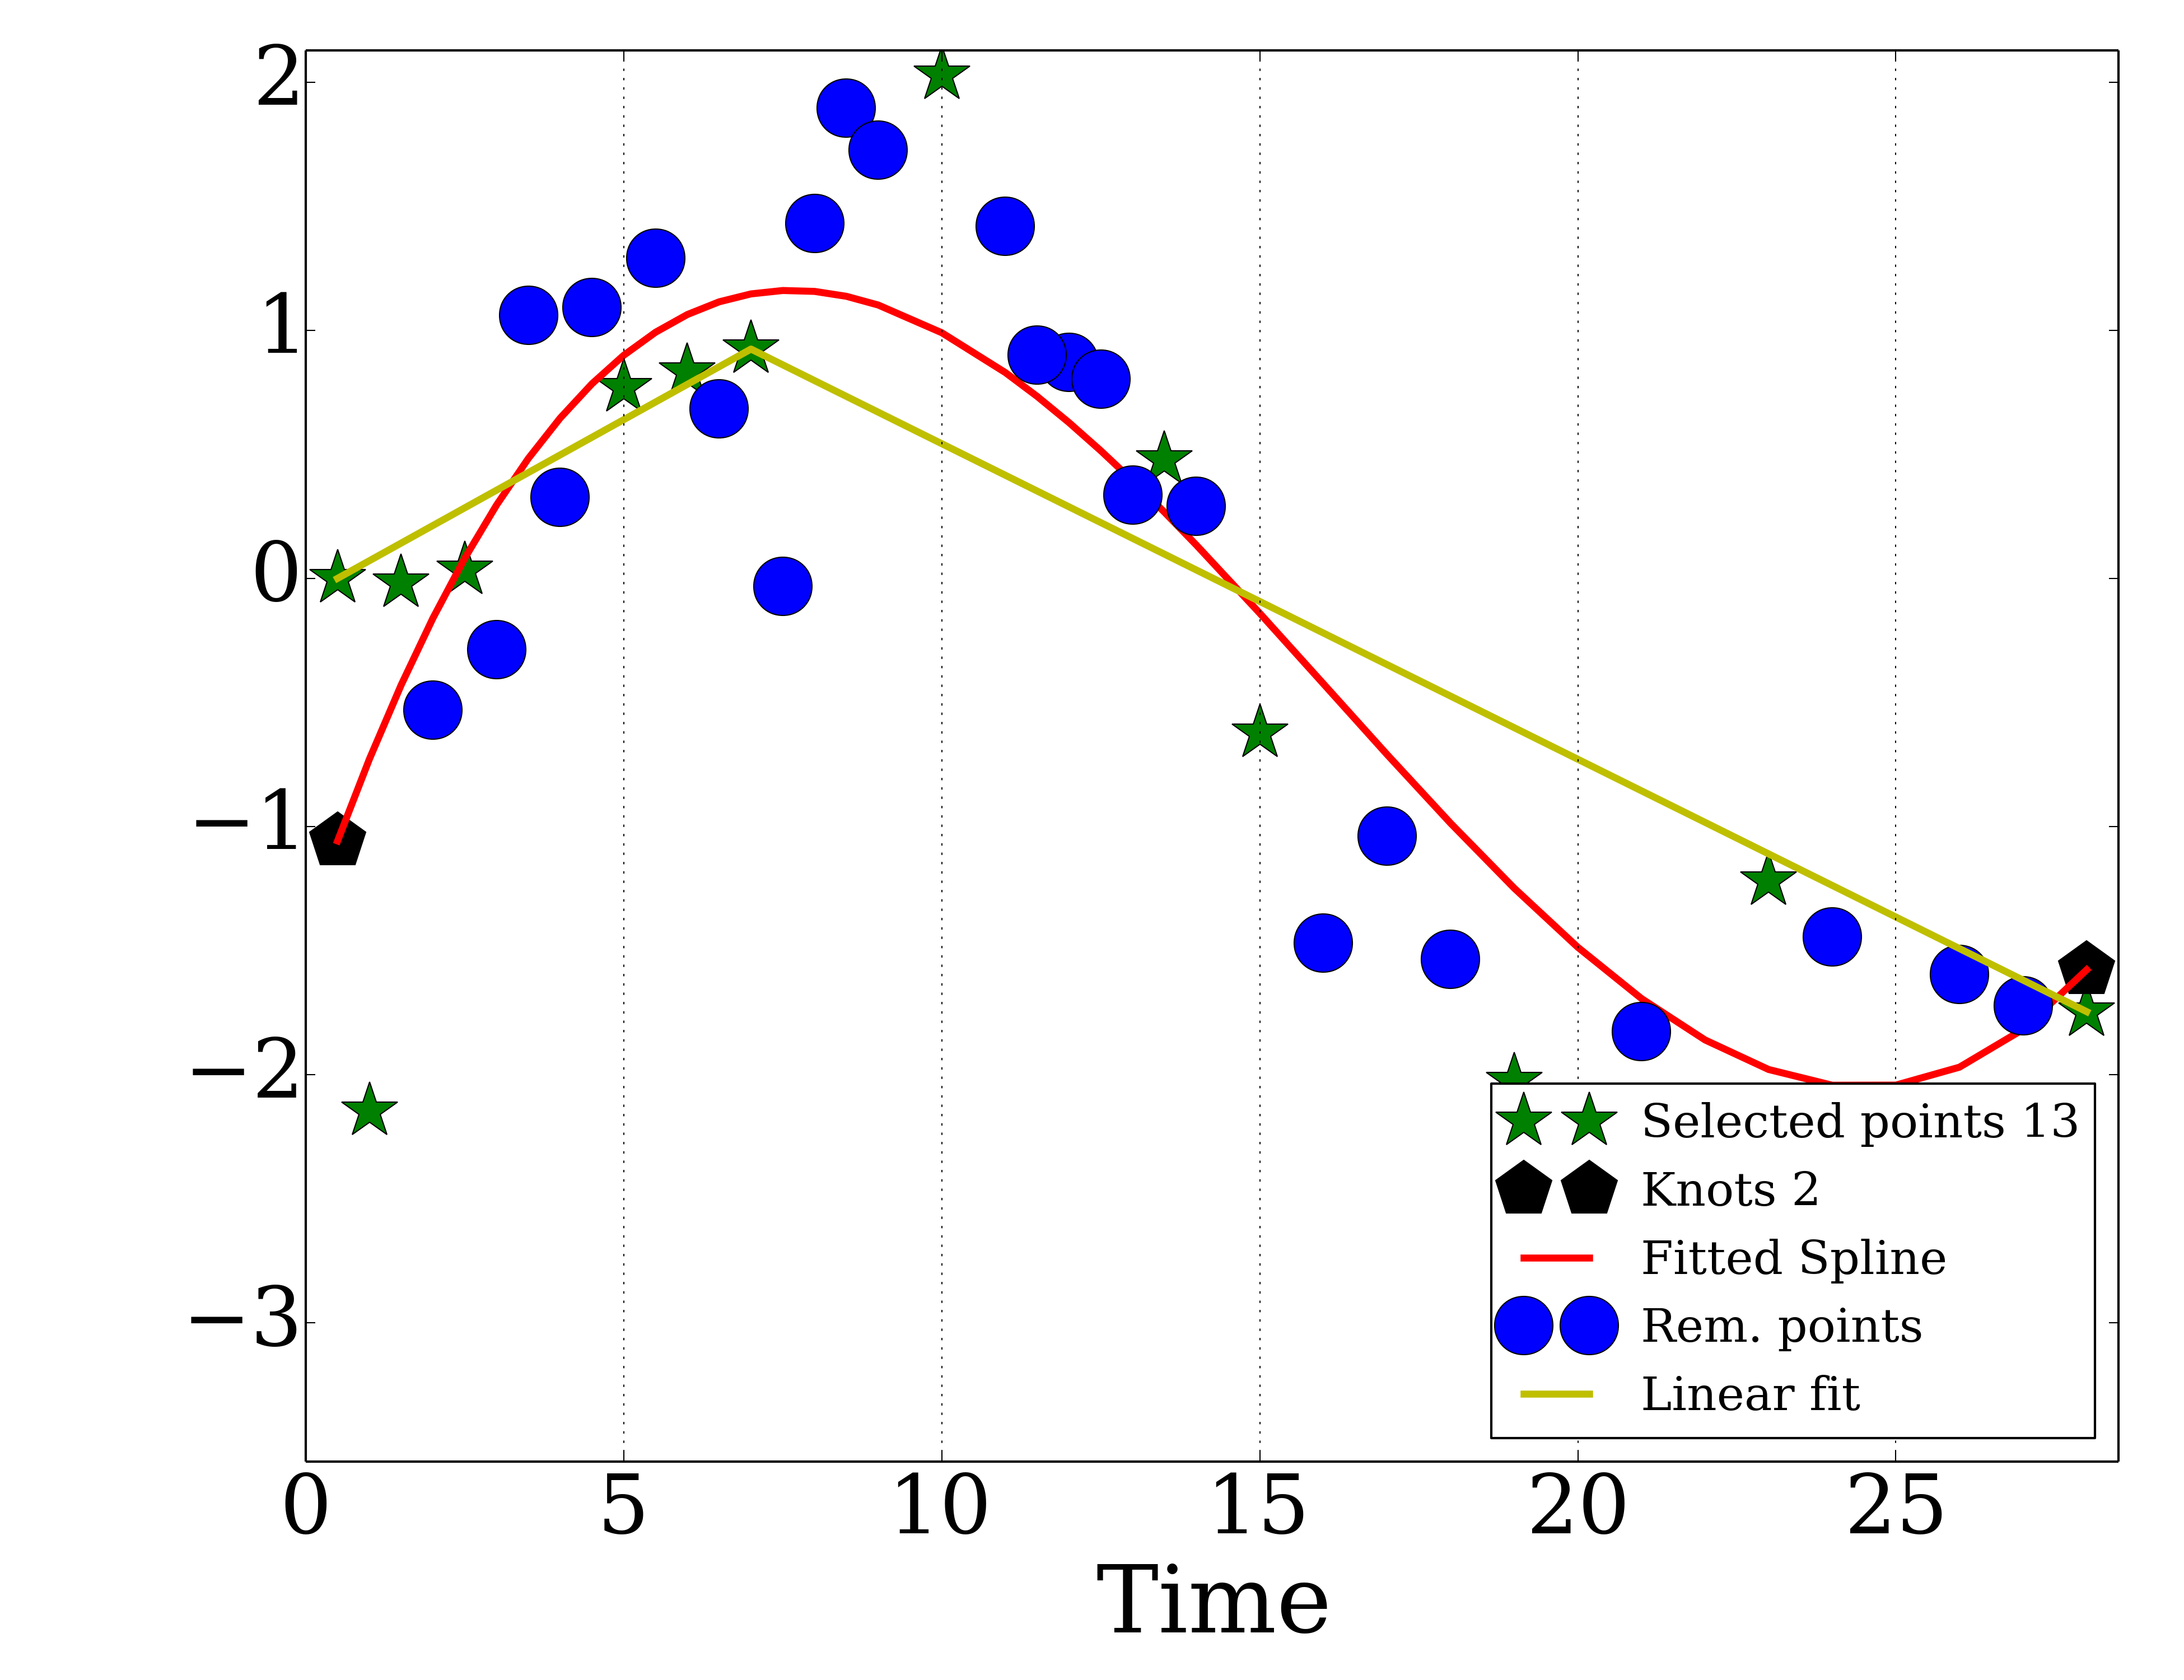 2
1
0
−1
−2
−3
Selected points 13
Knots 2
Fitted Spline
Rem. points
Linear fit
0 5 10 15 20 25
Time